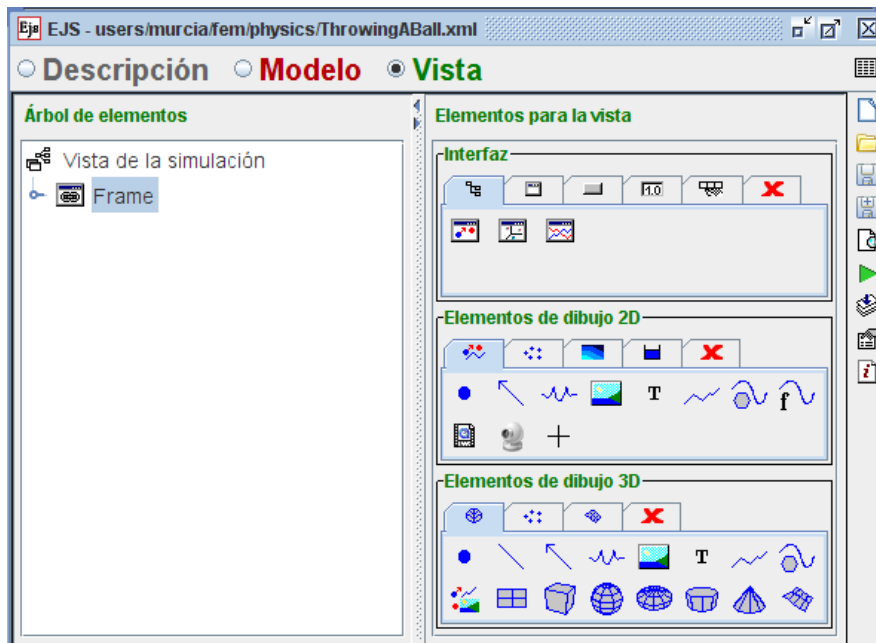 Ejs EJS - users/murcia/fem/physics/ThrowingABall.xml
Descripción Modelo Vista
Árbol de elementos
Vista de la simulación
Frame
Elementos para la vista
Interfaz
1.0
Elementos de dibujo 2D
T
f
Elementos de dibujo 3D
T
i